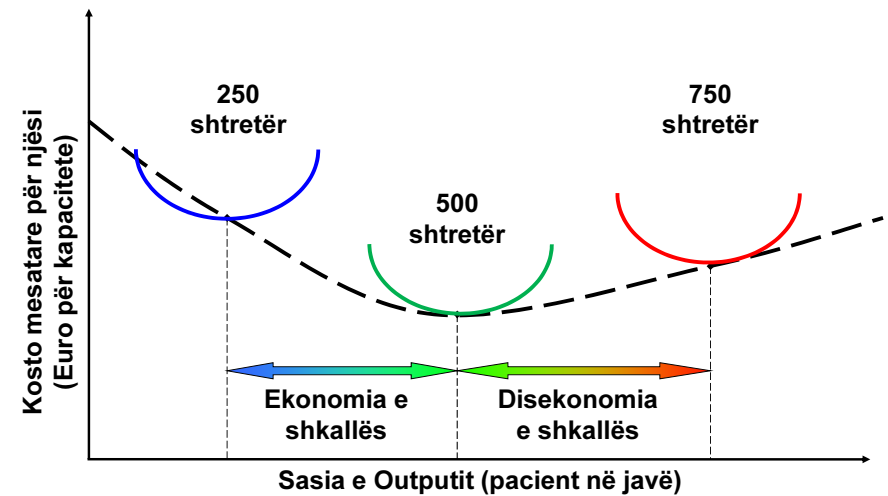 Kosto mesatare për njësi
(Euro për kapacitete)
250
shtretër
500
shtretër
750
shtretër
Ekonomia e
shkallës
Disekonomia
e shkallës
Sasia e Outputit (pacient në javë)